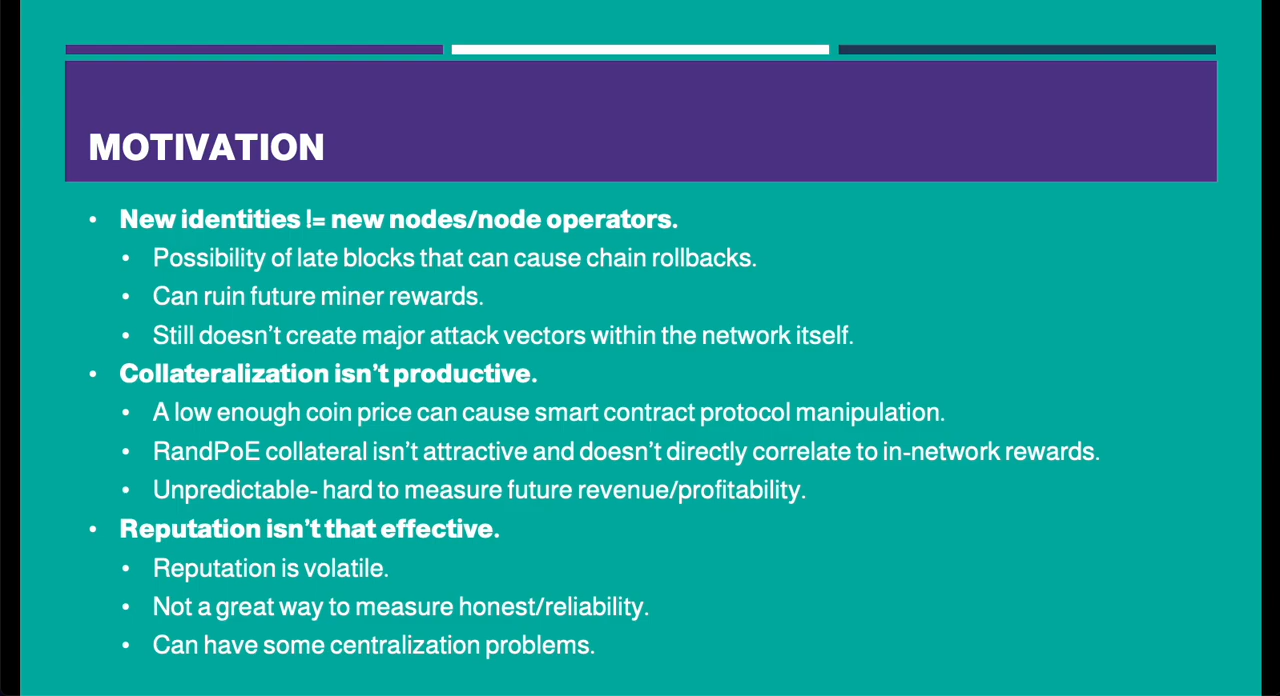 MOTIVATION
• New identities != new nodes/node operators.
• Possibility of late blocks that can cause chain rollbacks.
• Can ruin future miner rewards.
• Still doesn’t create major attack vectors within the network itself.
• Collateralization isn’t productive.
• A low enough coin price can cause smart contract protocol manipulation.
• RandPoE collateral isn’t attractive and doesn’t directly correlate to in-network rewards.
• Unpredictable- hard to measure future revenue/profitability.
• Reputation isn’t that effective.
• Reputation is volatile.
• Not a great way to measure honest/reliability.
• Can have some centralization problems.